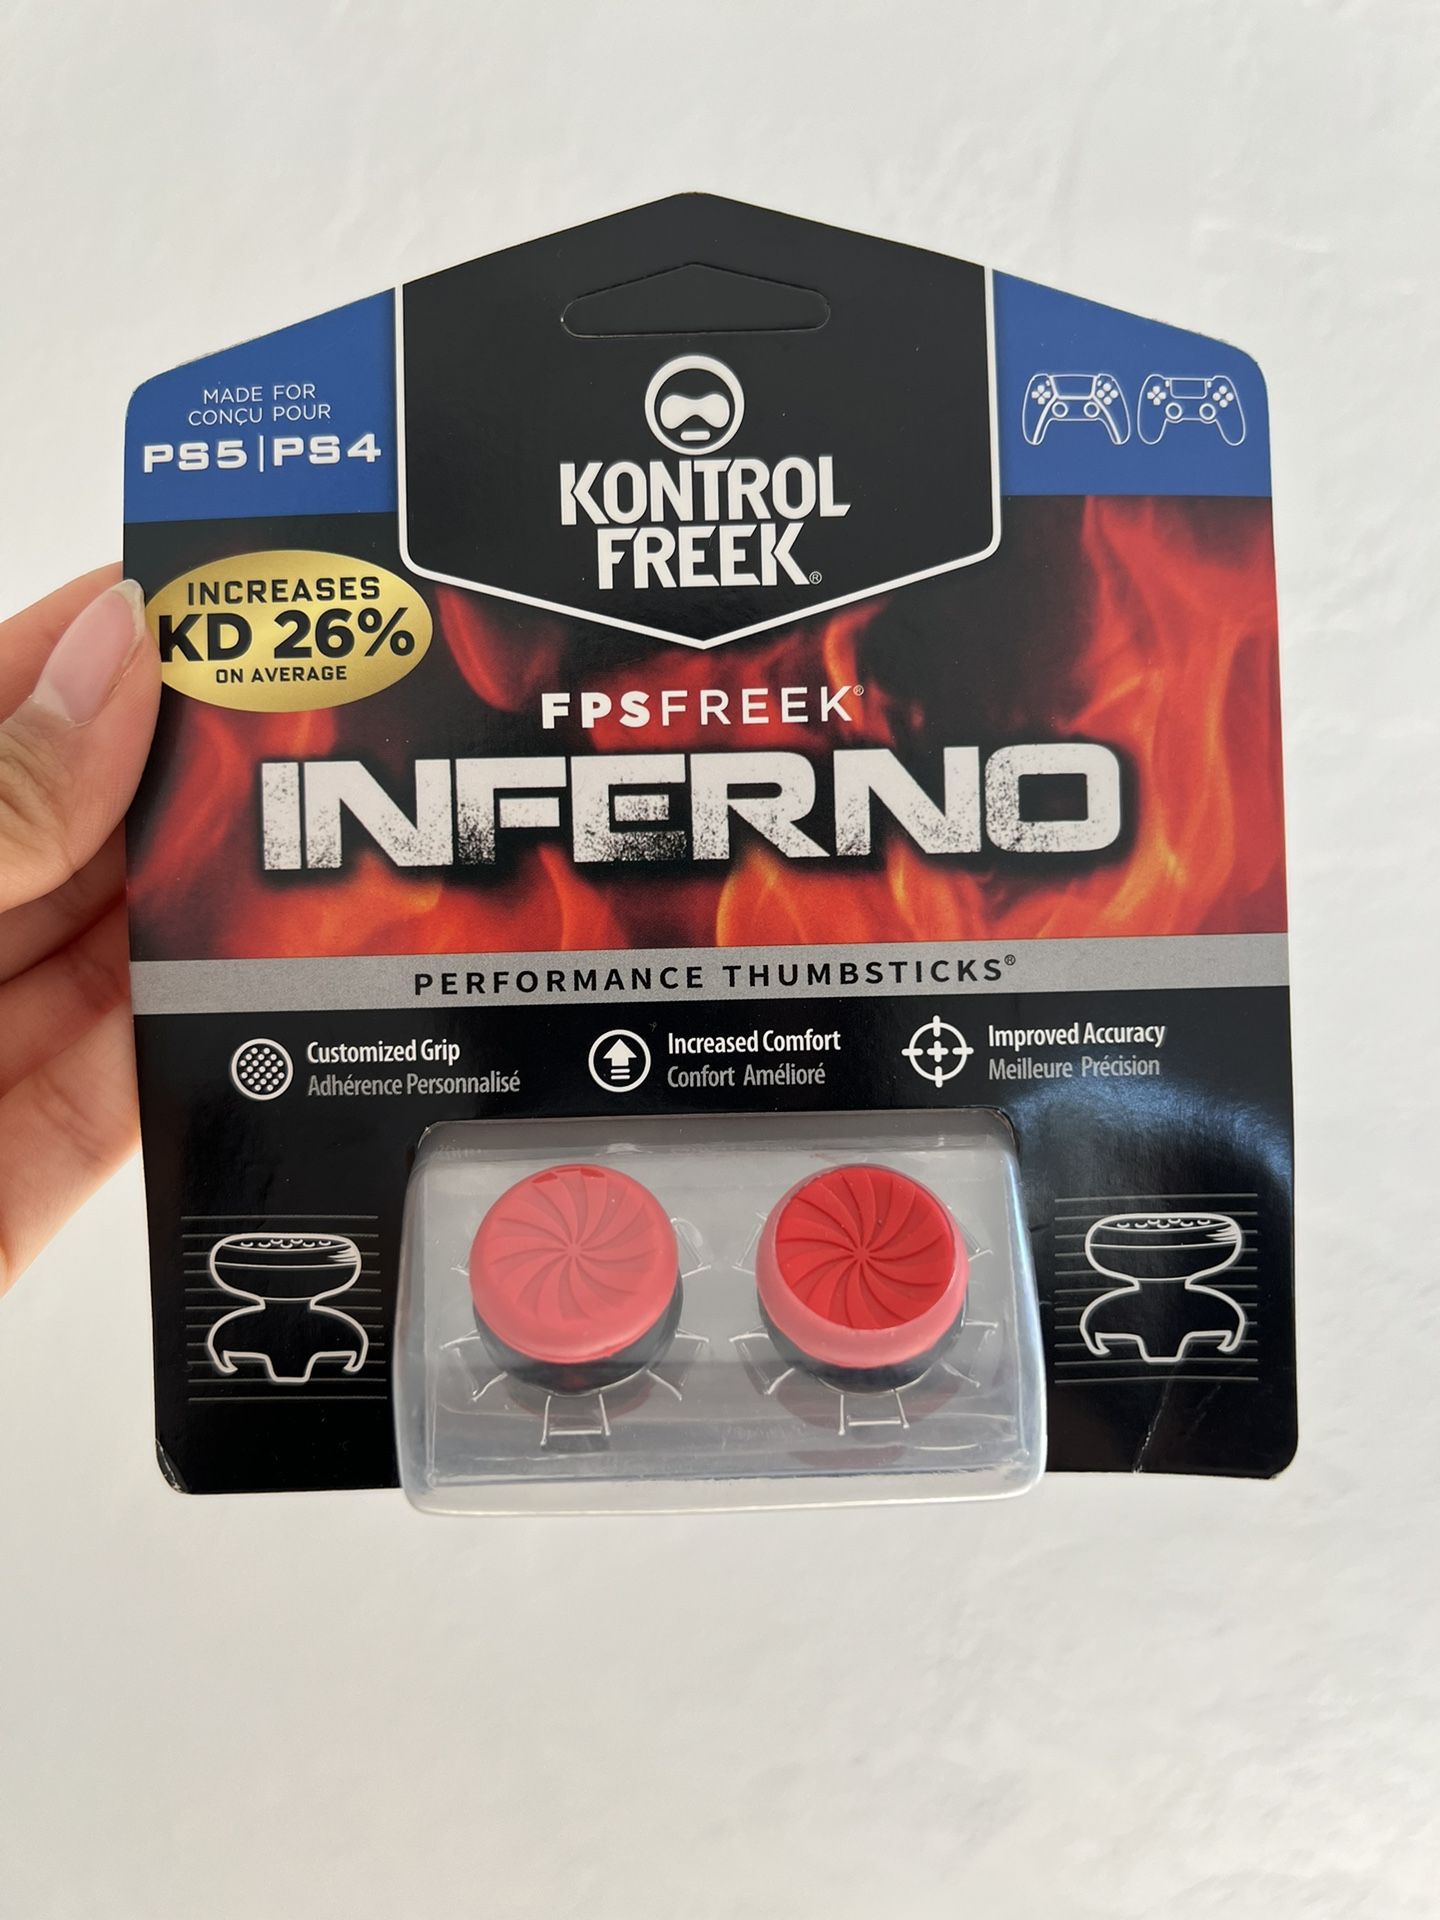 MADE FOR
CONÇU POUR
PS5|PS4
KONTROL
FREEK®
INCREASES
KD 26%
ON AVERAGE
FPSFREEK®
INFERNO
PERFORMANCE THUMBSTICKS®
Customized Grip
Adhérence Personnalisé
Increased Comfort
Confort Amélioré
Improved Accuracy
Meilleure Précision